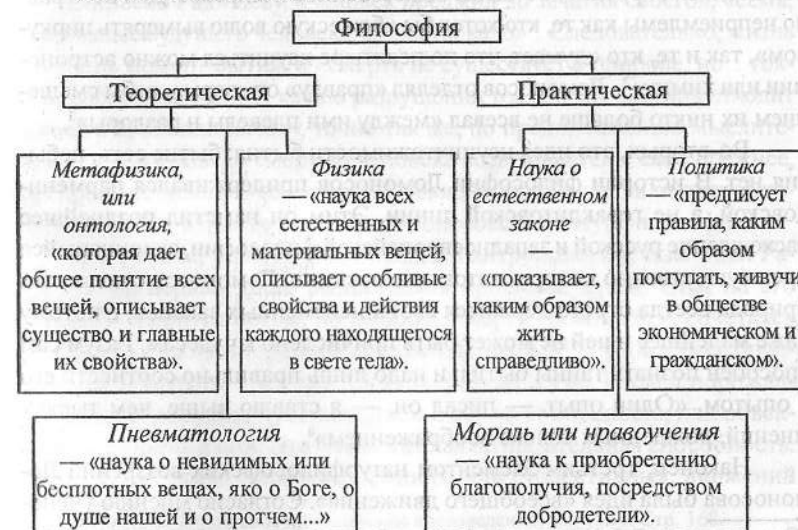 Философия
Теоретическая
Практическая
Метафизика,
или
онтология,
«которая дает
общее понятие всех
вещей, описывает
существо и главные
их свойства».
Физика
— «наука всех
естественных и
материальных вещей,
описывает особливые
свойства и действия
каждого находящегося
в свете тела».
Наука о
естественном
законе
— «показывает,
каким образом
жить
справедливо».
Политика
— «предписует
правила, каким
образом
поступать, живучи
в обществе
экономическом и
гражданском».
Пневматология
— «наука о невидимых или
бесплотных вещах, яко о Боге, о
душе нашей и о протчем...»
Мораль или нравоучения
«наука к приобретению
благополучия, посредством
добродетели».